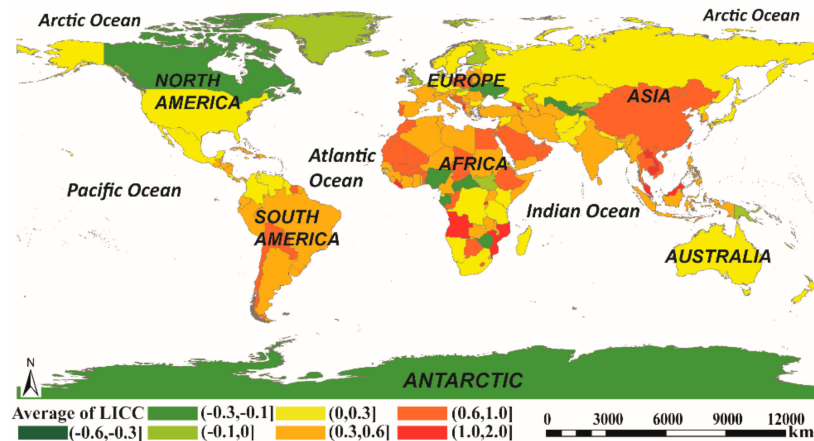 Arctic Ocean
Arctic Ocean
NORTH
AMERICA
EUROPE
ASIA
Atlantic
Ocean
AFRICA
Pacific Ocean
Indian Ocean
SOUTH
AMERICA
AUSTRALIA
N
ANTARCTIC
Average of LICC
(-0.3,-0.1]
(0,0.3]
(0.6,1.0]
(-0.6,-0.3]
(-0.1,0]
(0.3,0.6]
(1.0,2.0]
0 3000 6000 9000 12000
km